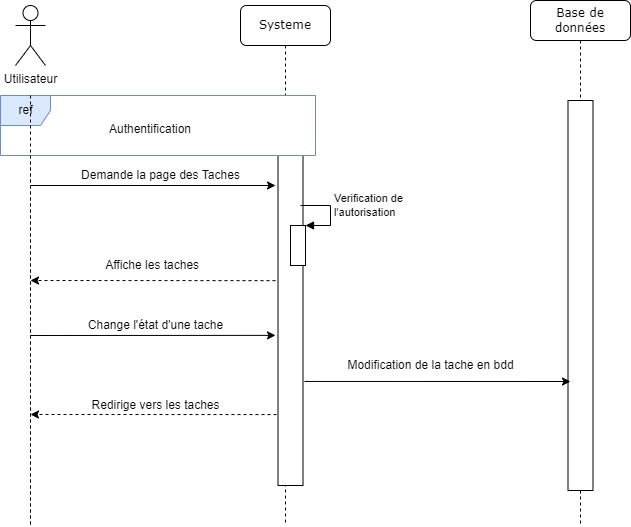 Systeme
Base de
données
Utilisateur
ref
Authentification
Demande la page des Taches
Verification de
l'autorisation
Affiche les taches
Change l'état d'une tache
Modification de la tache en bdd
Redirige vers les taches